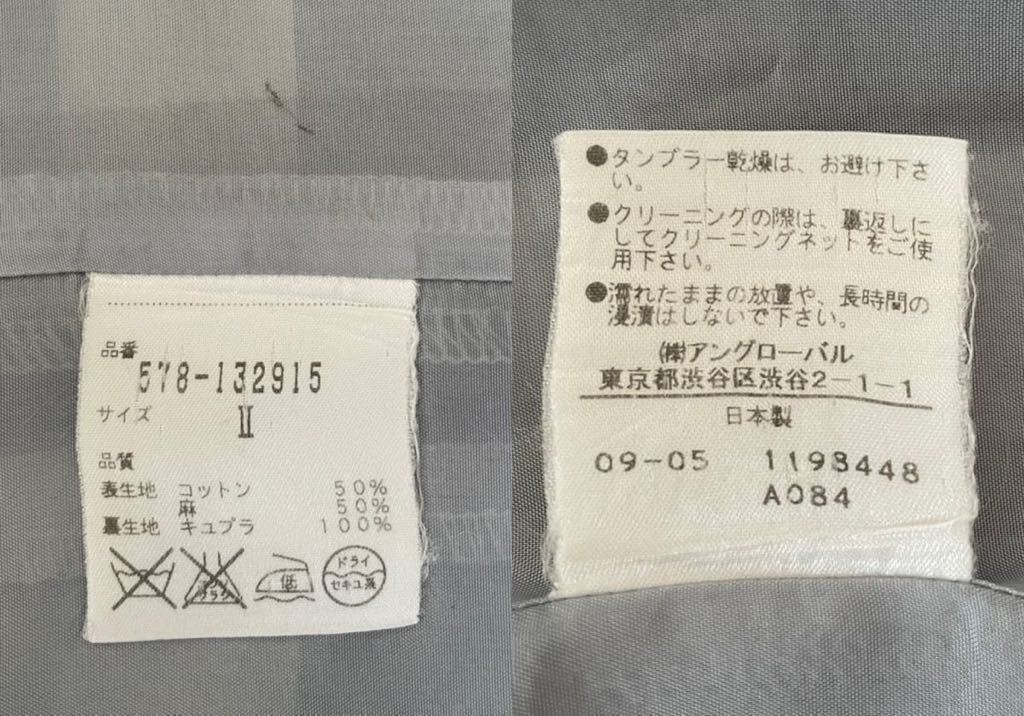 品番
578-132915
サイズ
II
品質
表生地 コットン 50%
麻 50%
裏生地 キュプラ 100%
低
ドライ
セキユ系
●タンブラー乾燥は、お避け下さ
い。
●クリーニングの際は、裏返しに
してクリーニングネットをご使
用下さい。
●濡れたままの放置や、長時間の
浸漬はしないで下さい。
㈱アングローバル
東京都渋谷区渋谷2-1-1
日本製
09-05 1193448
A084